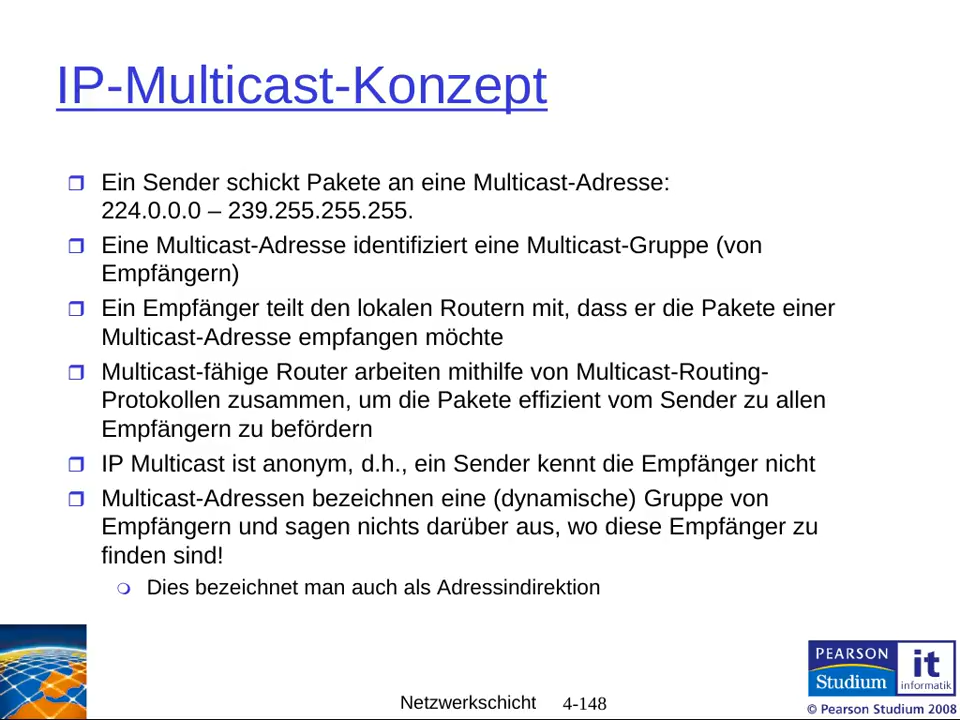 IP-Multicast-Konzept
Ein Sender schickt Pakete an eine Multicast-Adresse:
224.0.0.0 – 239.255.255.255.
Eine Multicast-Adresse identifiziert eine Multicast-Gruppe (von
Empfängern)
Ein Empfänger teilt den lokalen Routern mit, dass er die Pakete einer
Multicast-Adresse empfangen möchte
Multicast-fähige Router arbeiten mithilfe von Multicast-Routing-
Protokollen zusammen, um die Pakete effizient vom Sender zu allen
Empfängern zu befördern
IP Multicast ist anonym, d.h., ein Sender kennt die Empfänger nicht
Multicast-Adressen bezeichnen eine (dynamische) Gruppe von
Empfängern und sagen nichts darüber aus, wo diese Empfänger zu
finden sind!
Dies bezeichnet man auch als Adressindirektion
Netzwerkschicht 4-148
PEARSON
Studium
it
informatik
© Pearson Studium 2008